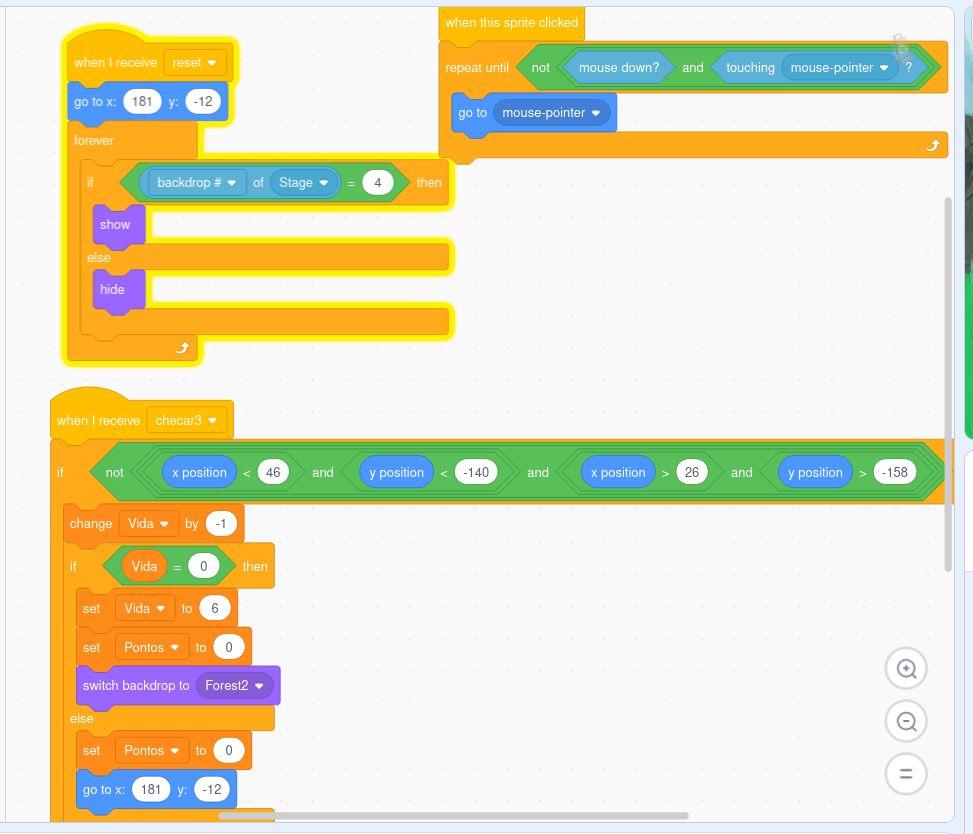 when I receive reset
go to x: 181 y: -12
forever
if backdrop # of Stage = 4 then
show
else
hide
when this sprite clicked
repeat until not mouse down? and touching mouse-pointer ?
go to mouse-pointer
when I receive checar3
if not x position < 46 and y position < -140 and x position > 26 and y position > -158
change Vida by -1
if Vida = 0 then
set Vida to 6
set Pontos to 0
switch backdrop to Forest2
else
set Pontos to 0
go to x: 181 y: -12